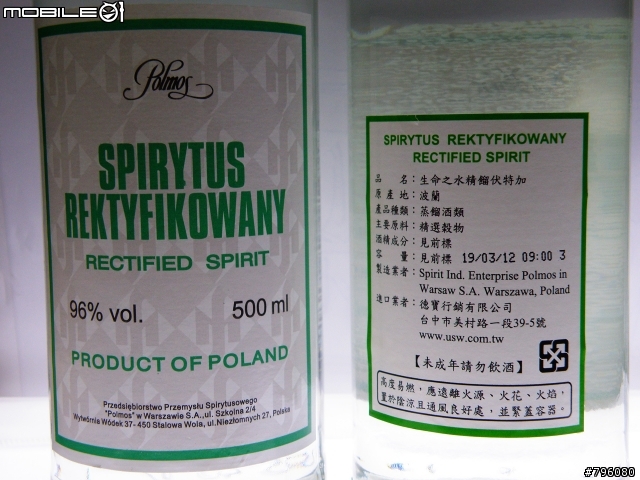 MOBILE01
Polmos
SPIRYTUS
REKTYFIKOWANY
RECTIFIED SPIRIT
96% vol. 500 ml
PRODUCT OF POLAND
Przedsiębiorstwo Przemysłu Spirytusowego
"Polmos" w Warszawie S.A., ul. Szkolna 2/4
Wytwórnia Wódek 37- 450 Stalowa Wola, ul. Niezłomnych 27, Polska
SPIRYTUS REKTYFIKOWANY
RECTIFIED SPIRIT
品名：生命之水精餾伏特加
原產地：波蘭
產品種類：蒸餾酒類
主要原料：精選穀物
酒精成分：見前標
容量：見前標 19/03/12 09:00 3
製造業者：Spirit Ind. Enterprise Polmos in
Warsaw S.A. Warszawa, Poland
進口業者：德寶行銷有限公司
台中市美村路一段39-5號
www.usw.com.tw
【未成年請勿飲酒】
高度易燃，應遠離火源、火花、火焰，
置於陰涼且通風良好處，並緊蓋容器。
#796080